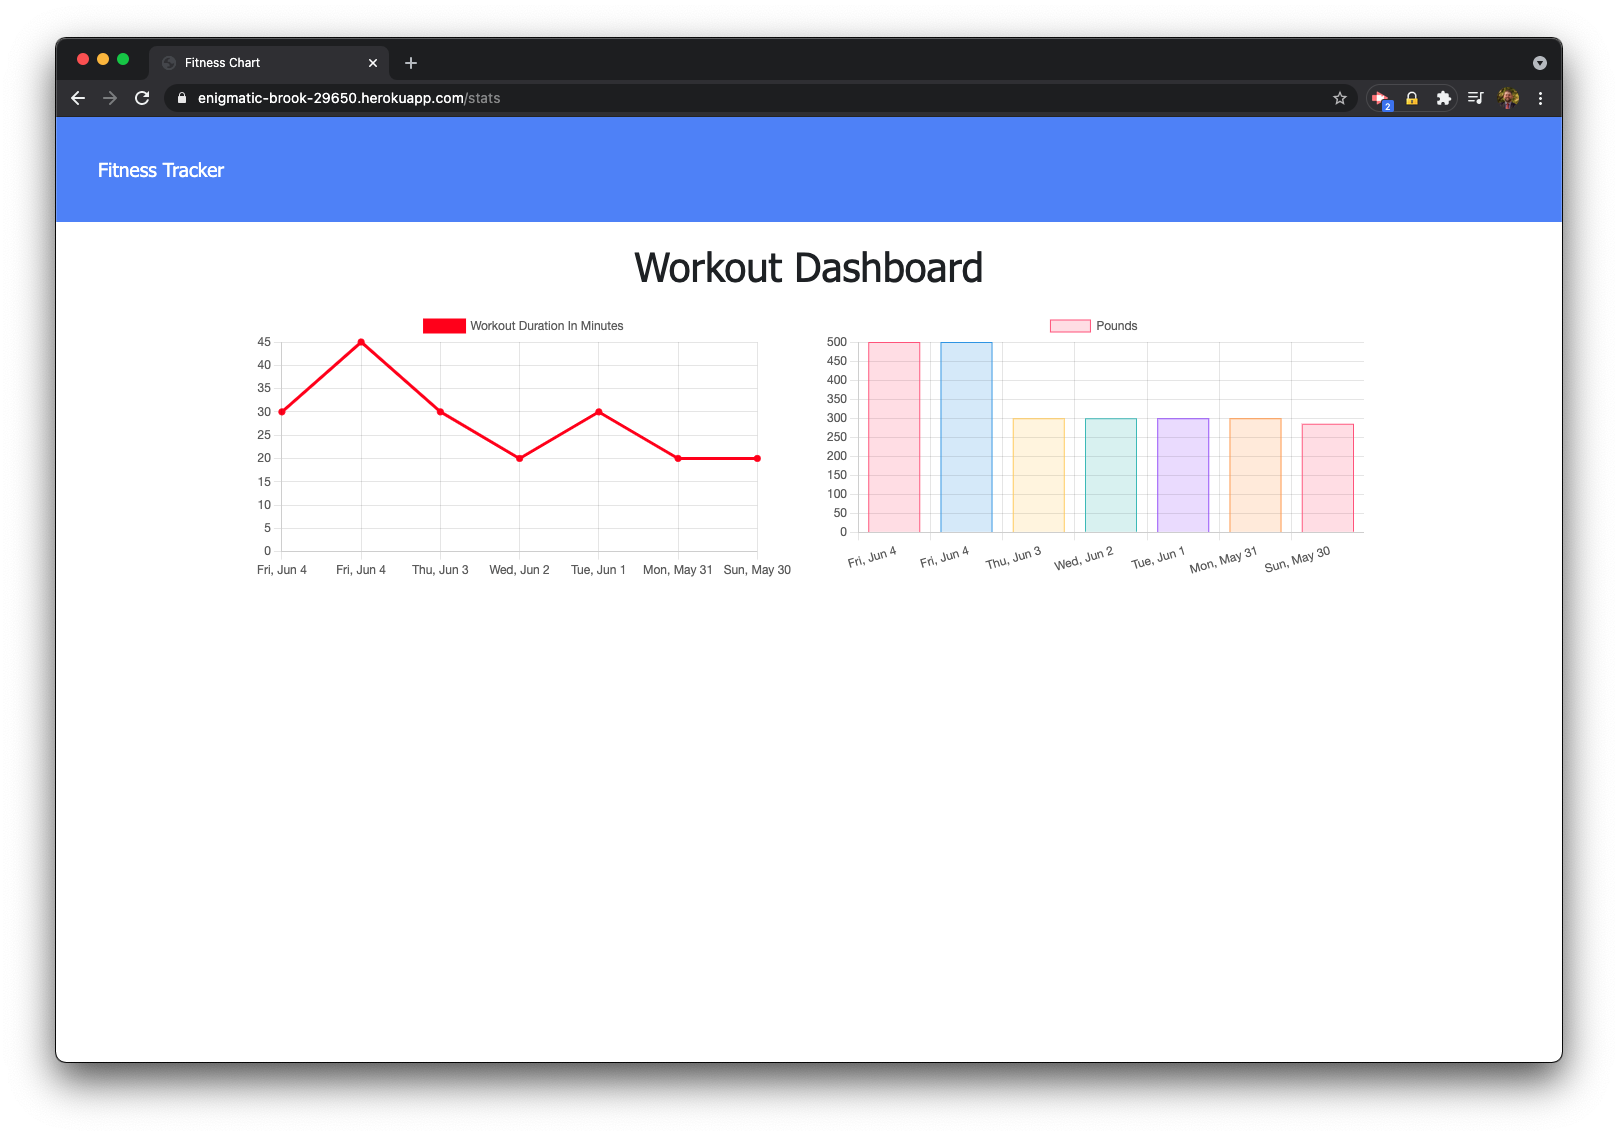 Fitness Chart
enigmatic-brook-29650.herokuapp.com/stats
2
Fitness Tracker
Workout Dashboard
Workout Duration In Minutes
45
40
35
30
25
20
15
10
5
0
Fri, Jun 4 Fri, Jun 4 Thu, Jun 3 Wed, Jun 2 Tue, Jun 1 Mon, May 31 Sun, May 30
Pounds
500
450
400
350
300
250
200
150
100
50
0
Fri, Jun 4 Fri, Jun 4 Thu, Jun 3 Wed, Jun 2 Tue, Jun 1 Mon, May 31 Sun, May 30